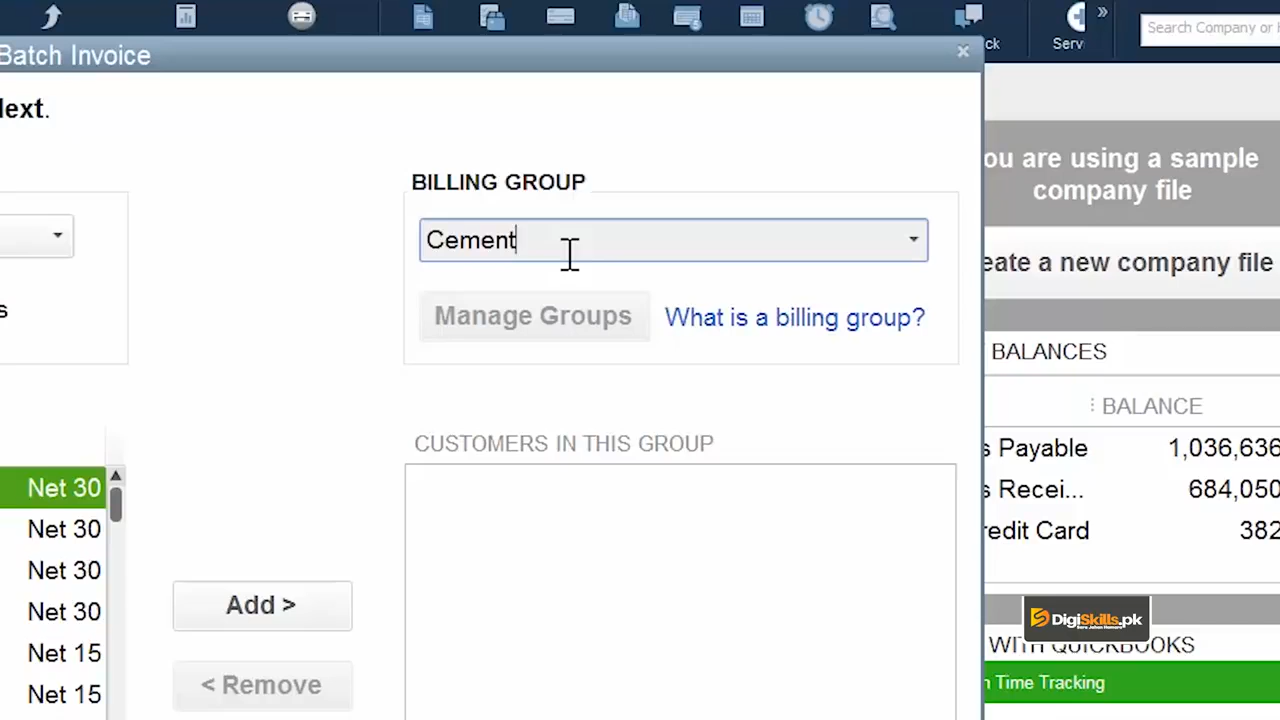 Serv
Search Company or
Batch Invoice
ck
ext.
ou are using a sample
company file
BILLING GROUP
Cement
eate a new company file
s
Manage Groups
What is a billing group?
BALANCES
BALANCE
CUSTOMERS IN THIS GROUP
s Payable 1,036,636
Net 30
s Recei... 684,050
Net 30
redit Card 382
Net 30
Add >
Net 30
DigiSkills.pk
WITH QUICKBOOKS
Net 15
n Time Tracking
< Remove
Net 15